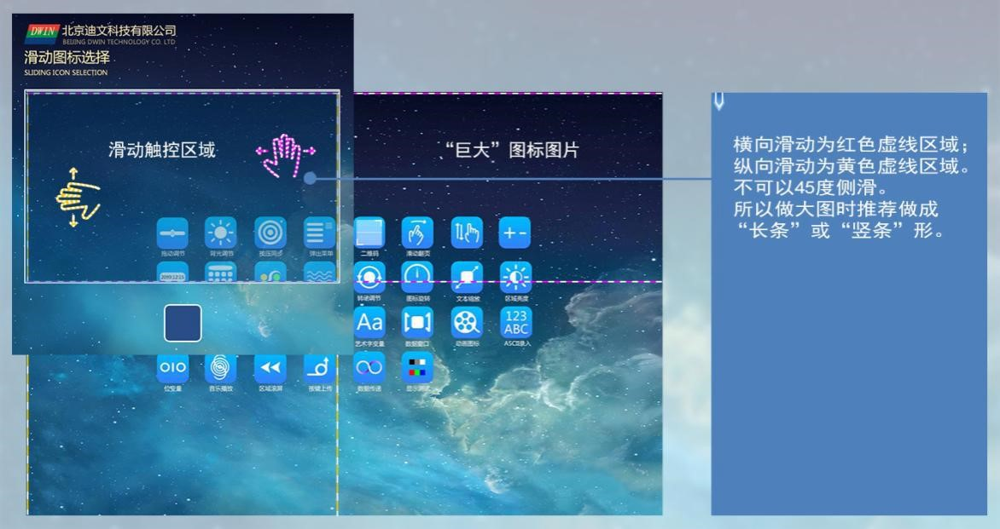 DWIN 北京迪文科技有限公司
BEIJING DWIN TECHNOLOGY CO. LTD
滑动图标选择
SLIDING ICON SELECTION
滑动触控区域
“巨大”图标图片
横向滑动为红色虚线区域；
纵向滑动为黄色虚线区域。
不可以45度侧滑。
所以做大图时推荐做成
“长条”或“竖条”形。
拖动调节 背光调节 按压同步 弹出菜单 二维码 滑动翻页
2099:12:15
转动调节 图标旋转 文本缩放 区域亮度
Aa 123
ABC
艺术字变量 数据窗口 动画图标 ASCII录入
位变量 音乐播放 区域滚屏 按键上传 数据传递 显示测试